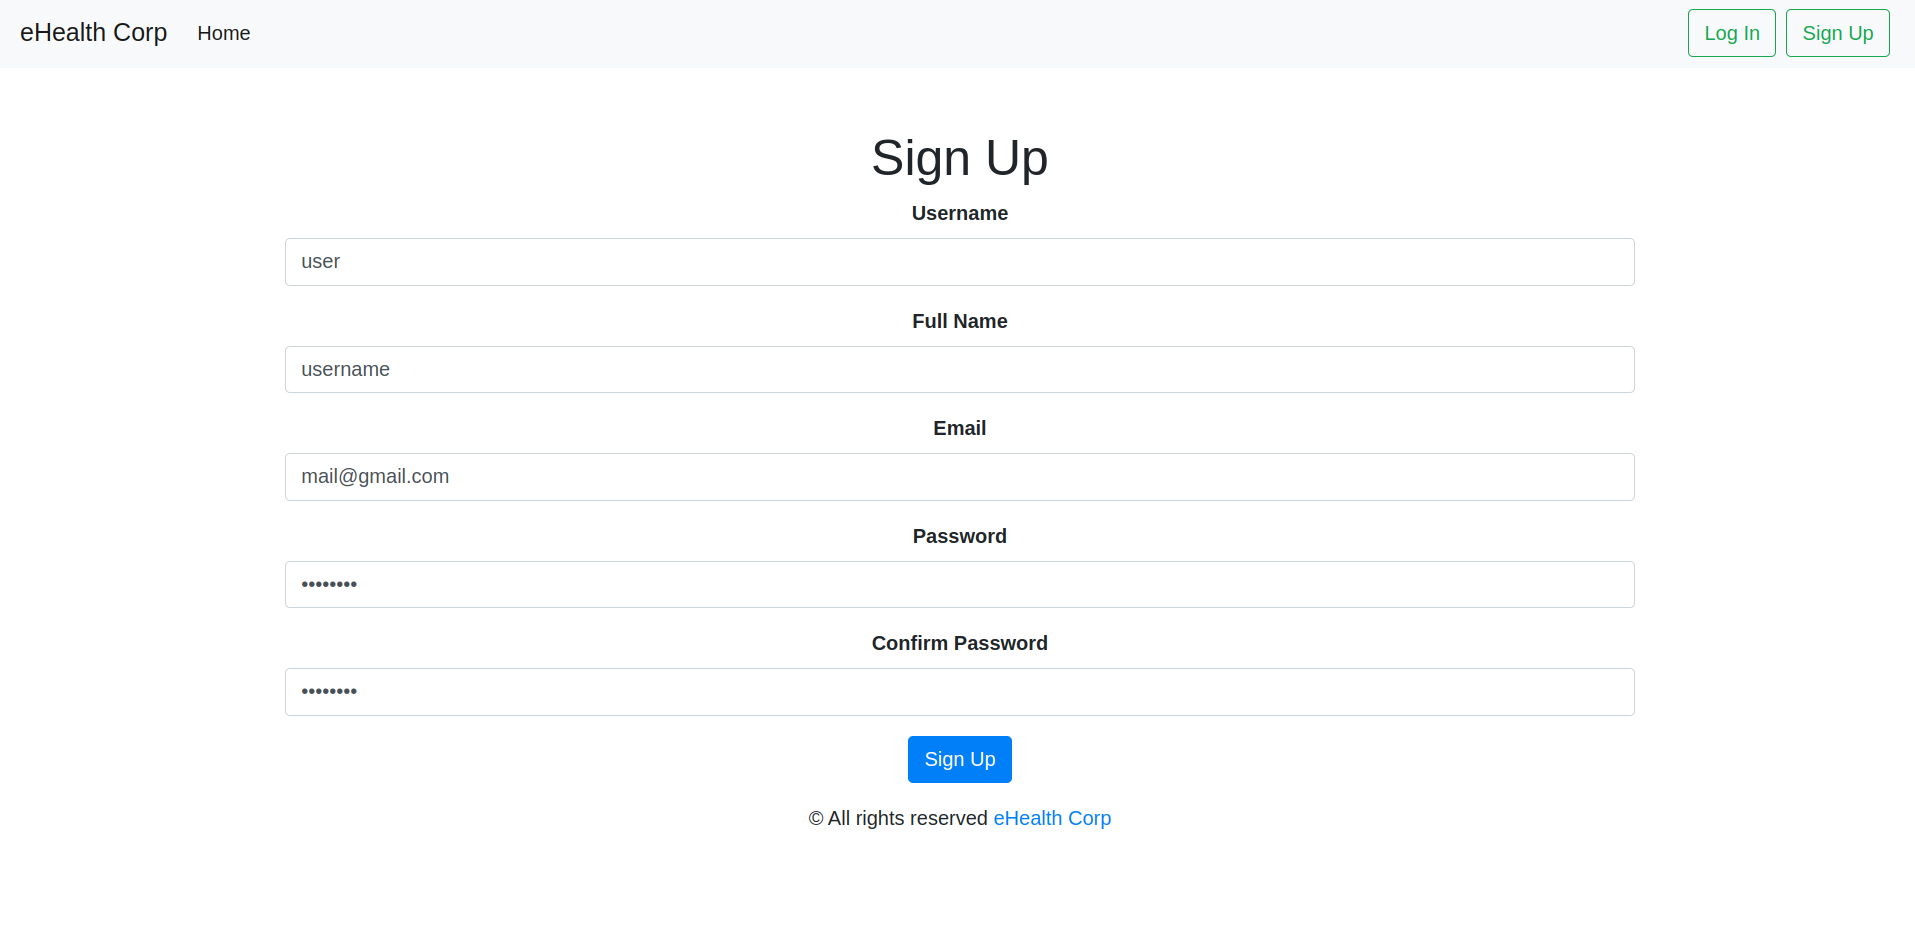 eHealth Corp Home Log In Sign Up
Sign Up
Username
user
Full Name
username
Email
mail@gmail.com
Password
••••••••
Confirm Password
••••••••
Sign Up
© All rights reserved eHealth Corp